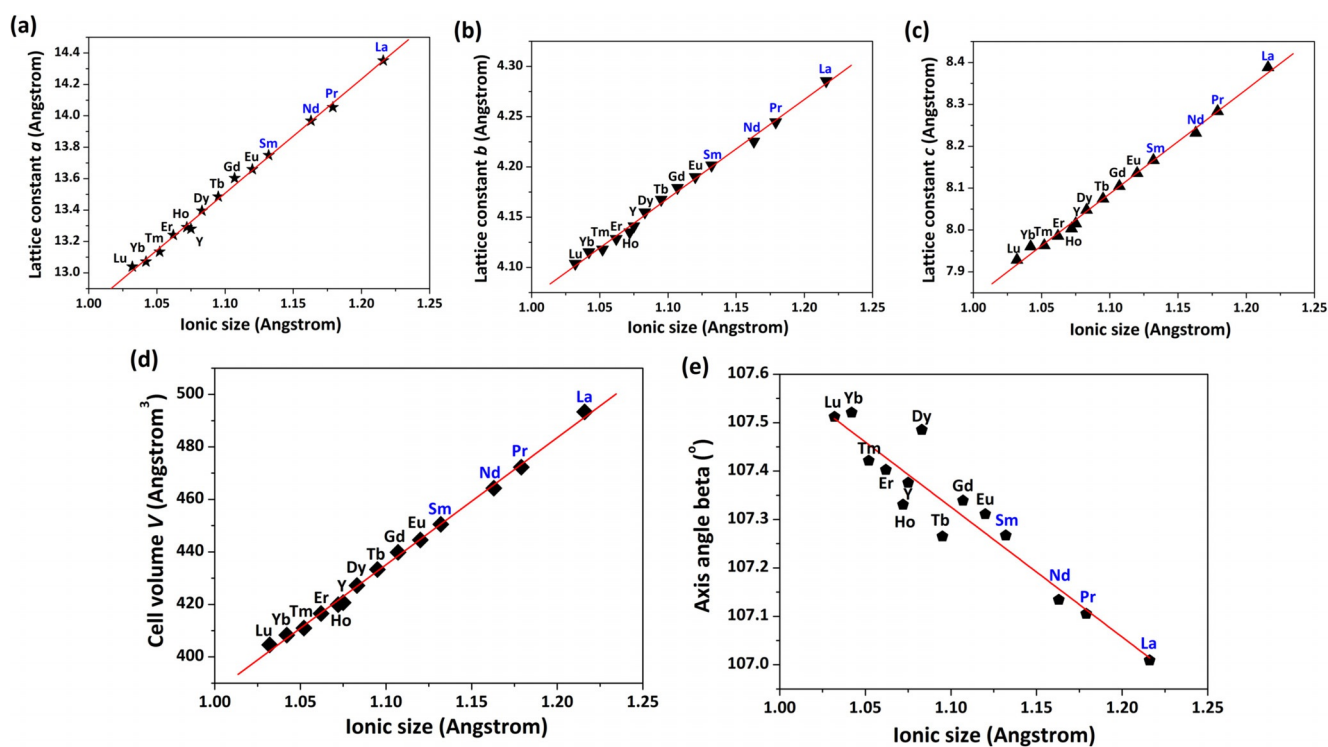 (a)
Lattice constant a (Angstrom)
14.4
14.2
14.0
13.8
13.6
13.4
13.2
13.0
La
Pr
Nd
Sm
Eu
Gd
Tb
Dy
Ho
Y
Er
Tm
Yb
Lu
1.00 1.05 1.10 1.15 1.20 1.25
Ionic size (Angstrom)
(b)
Lattice constant b (Angstrom)
4.30
4.25
4.20
4.15
4.10
La
Pr
Nd
Sm
Eu
Gd
Tb
Dy
Y
Ho
Er
Tm
Yb
Lu
1.00 1.05 1.10 1.15 1.20 1.25
Ionic size (Angstrom)
(c)
Lattice constant c (Angstrom)
8.4
8.3
8.2
8.1
8.0
7.9
La
Pr
Nd
Sm
Eu
Gd
Tb
Dy
Y
Ho
Er
Tm
Yb
Lu
1.00 1.05 1.10 1.15 1.20 1.25
Ionic size (Angstrom)
(d)
Cell volume V (Angstrom³)
500
480
460
440
420
400
La
Pr
Nd
Sm
Eu
Gd
Tb
Dy
Y
Ho
Er
Tm
Yb
Lu
1.00 1.05 1.10 1.15 1.20 1.25
Ionic size (Angstrom)
(e)
Axis angle beta (°)
107.6
107.5
107.4
107.3
107.2
107.1
107.0
Lu Yb
Dy
Tm
Er
Y
Ho
Tb
Gd
Eu
Sm
Nd
Pr
La
1.00 1.05 1.10 1.15 1.20 1.25
Ionic size (Angstrom)